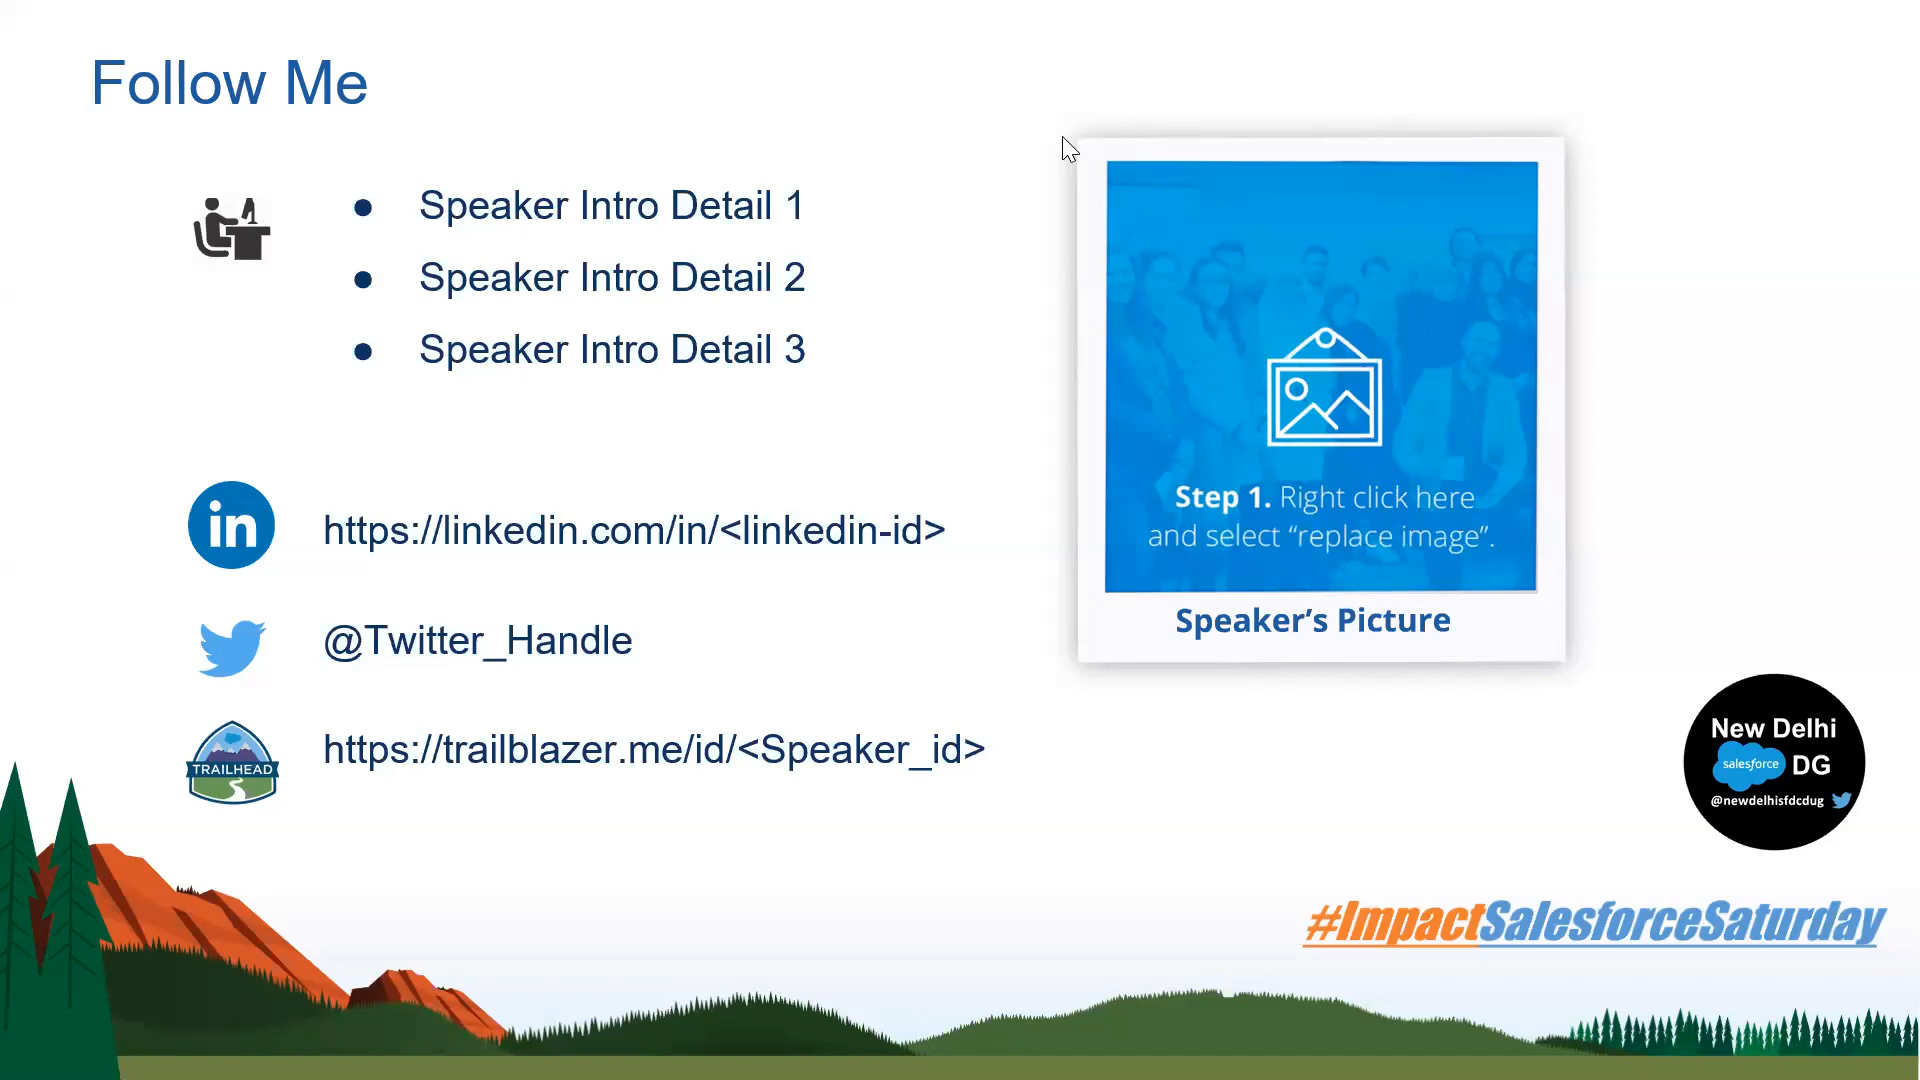 Follow Me
Speaker Intro Detail 1
Speaker Intro Detail 2
Speaker Intro Detail 3
in
https://linkedin.com/in/<linkedin-id>
@Twitter_Handle
TRAILHEAD
https://trailblazer.me/id/<Speaker_id>
Step 1. Right click here
and select “replace image”.
Speaker’s Picture
New Delhi
salesforce DG
@newdelhisfdcdug
#ImpactSalesforceSaturday